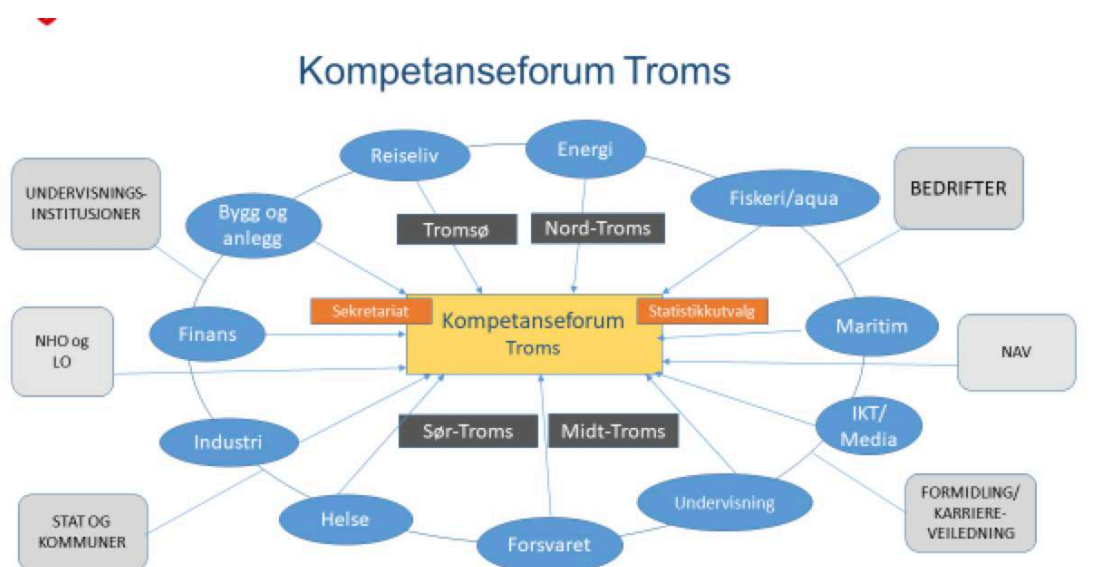 Kompetanseforum Troms
Reiseliv
Energi
UNDERVISNINGS-
INSTITUSJONER
Fiskeri/aqua
BEDRIFTER
Bygg og
anlegg
Tromsø
Nord-Troms
Sekretariat
Statistikkutvalg
Finans
Kompetanseforum
Troms
Maritim
NHO og
LO
NAV
Industri
Sør-Troms
Midt-Troms
IKT/
Media
STAT OG
KOMMUNER
Helse
Forsvaret
Undervisning
FORMIDLING/
KARRIERE-
VEILEDNING